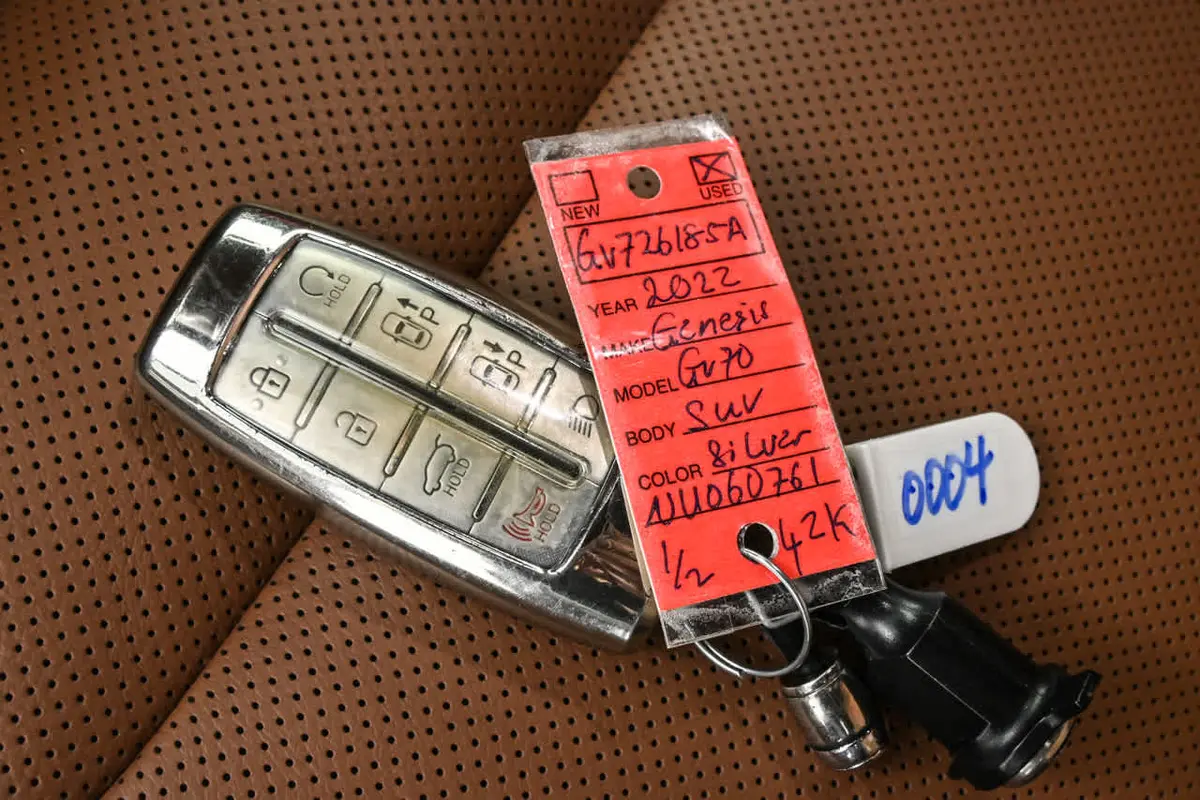 NEW USED
GV726185A
YEAR 2022
MAKE Genesis
MODEL GV70
BODY SUV
COLOR Silver
NU060761
1/2 42K
0004
HOLD
P
P
HOLD
HOLD